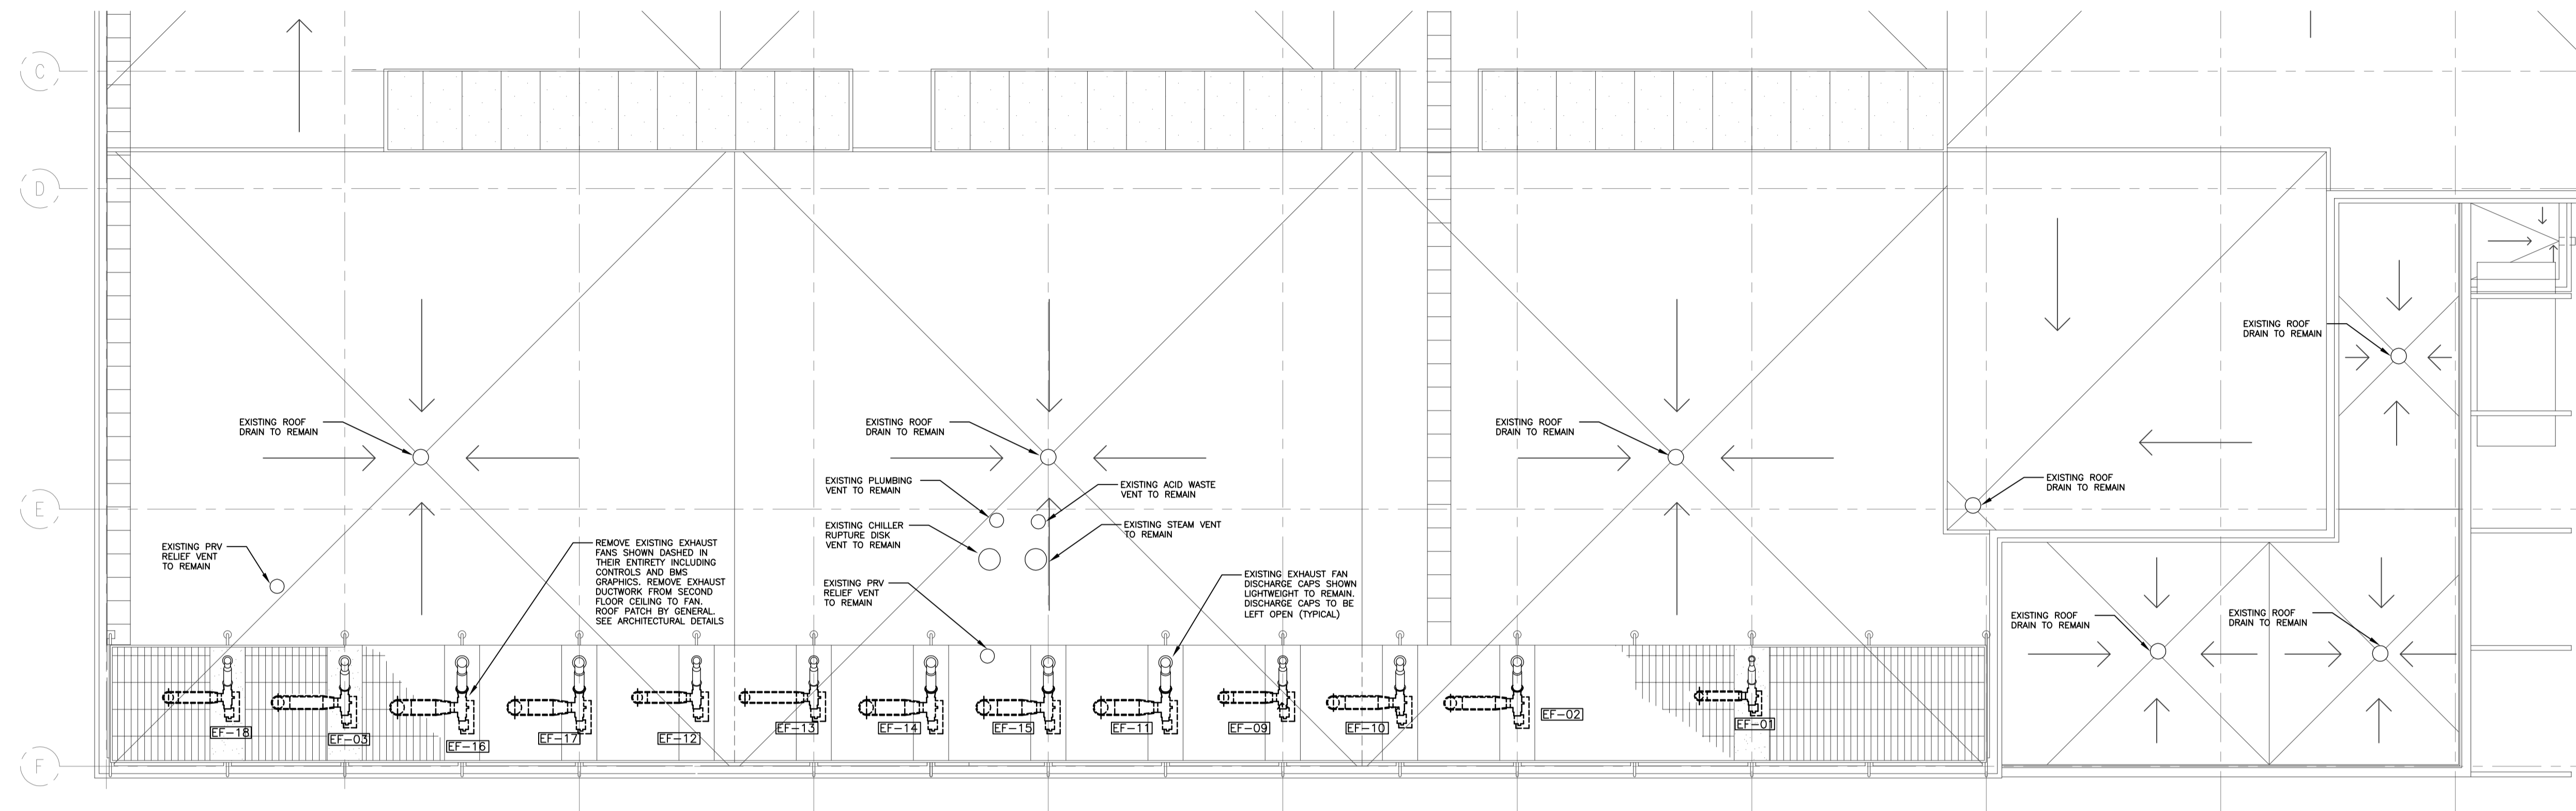 C
D
EXISTING ROOF
DRAIN TO REMAIN
EXISTING ROOF
DRAIN TO REMAIN
EXISTING ROOF
DRAIN TO REMAIN
EXISTING ROOF
DRAIN TO REMAIN
EXISTING PLUMBING
VENT TO REMAIN
EXISTING ACID WASTE
VENT TO REMAIN
EXISTING ROOF
DRAIN TO REMAIN
E
EXISTING CHILLER
RUPTURE DISK
VENT TO REMAIN
EXISTING STEAM VENT
TO REMAIN
EXISTING PRV
RELIEF VENT
TO REMAIN
REMOVE EXISTING EXHAUST
FANS SHOWN DASHED IN
THEIR ENTIRETY INCLUDING
CONTROLS AND BMS
GRAPHICS. REMOVE EXHAUST
DUCTWORK FROM SECOND
FLOOR CEILING TO FAN.
ROOF PATCH BY GENERAL.
SEE ARCHITECTURAL DETAILS
EXISTING PRV
RELIEF VENT
TO REMAIN
EXISTING EXHAUST FAN
DISCHARGE CAPS SHOWN
LIGHTWEIGHT TO REMAIN.
DISCHARGE CAPS TO BE
LEFT OPEN (TYPICAL)
EXISTING ROOF
DRAIN TO REMAIN
EXISTING ROOF
DRAIN TO REMAIN
EF-18
EF-03
EF-16
EF-17
EF-12
EF-13
EF-14
EF-15
EF-11
EF-09
EF-10
EF-02
EF-01
F